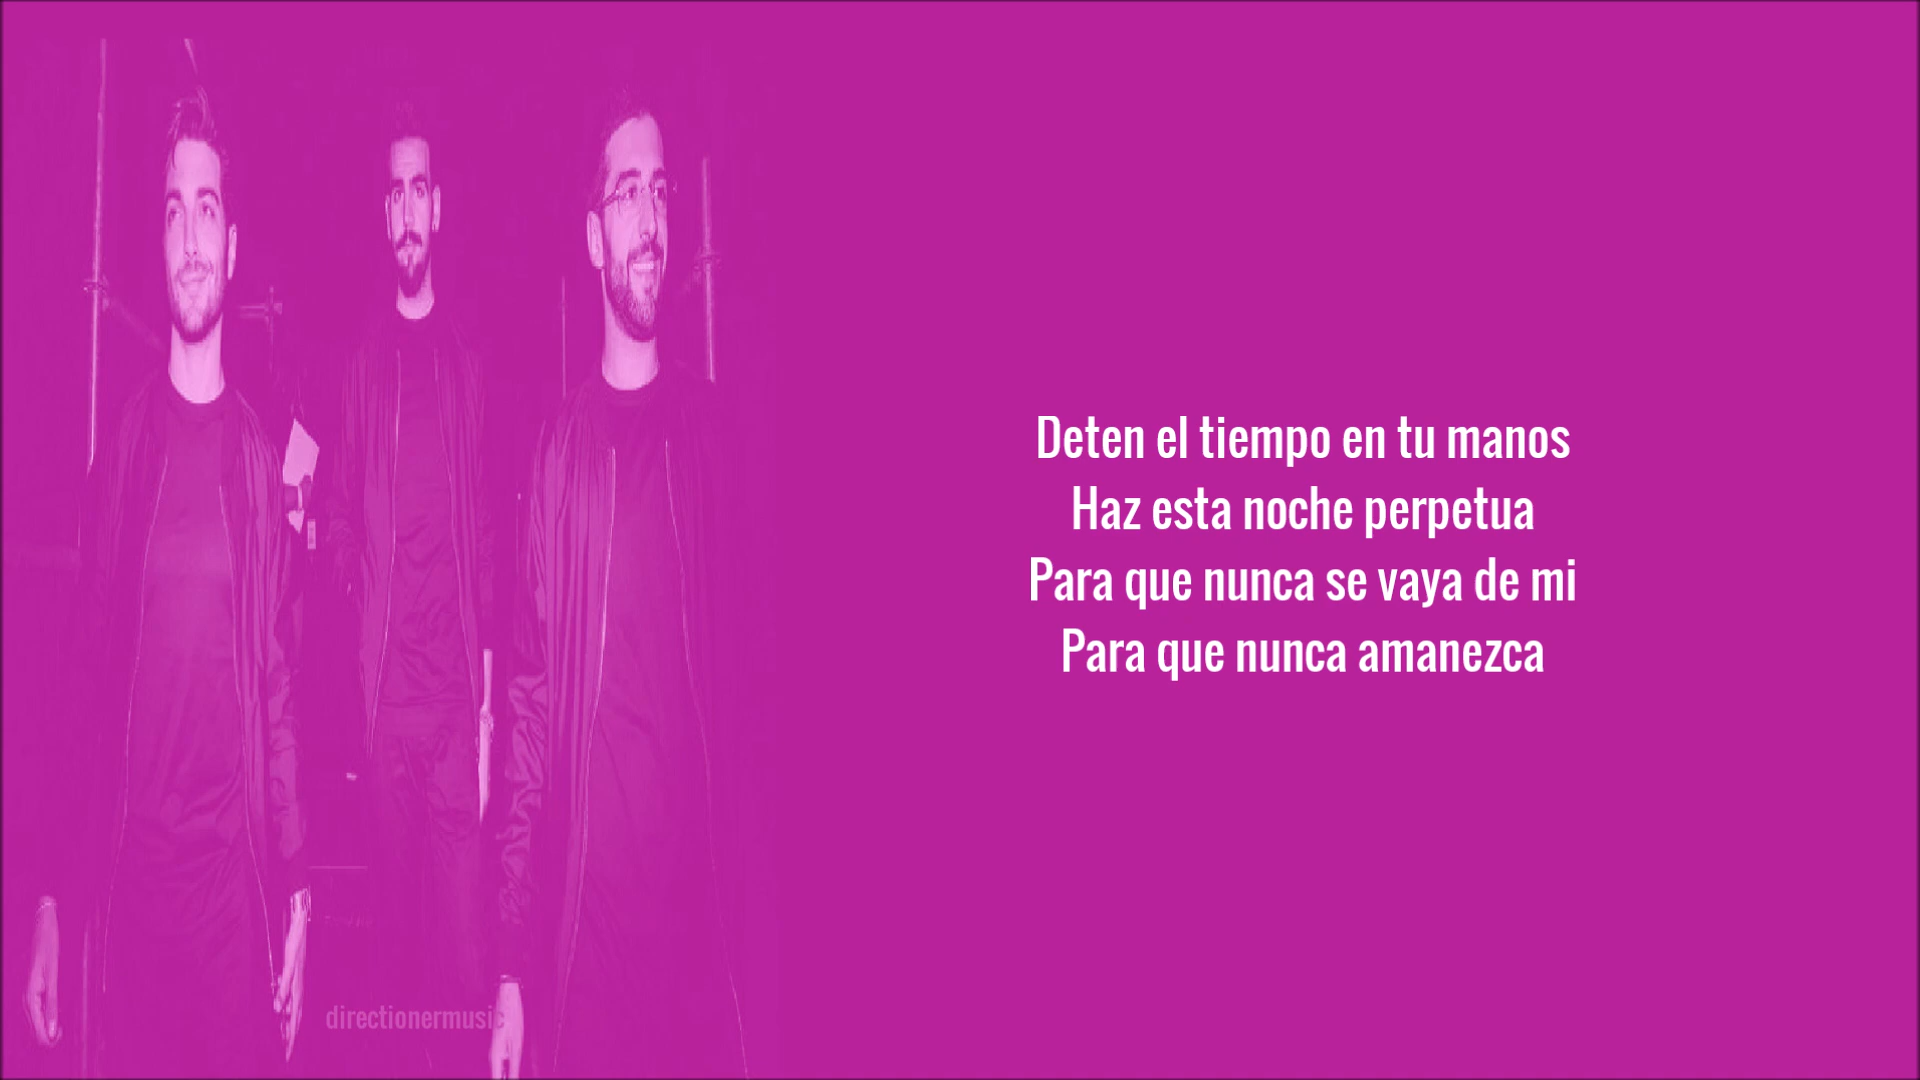 Deten el tiempo en tu manos
Haz esta noche perpetua
Para que nunca se vaya de mi
Para que nunca amanezca
directionermusic